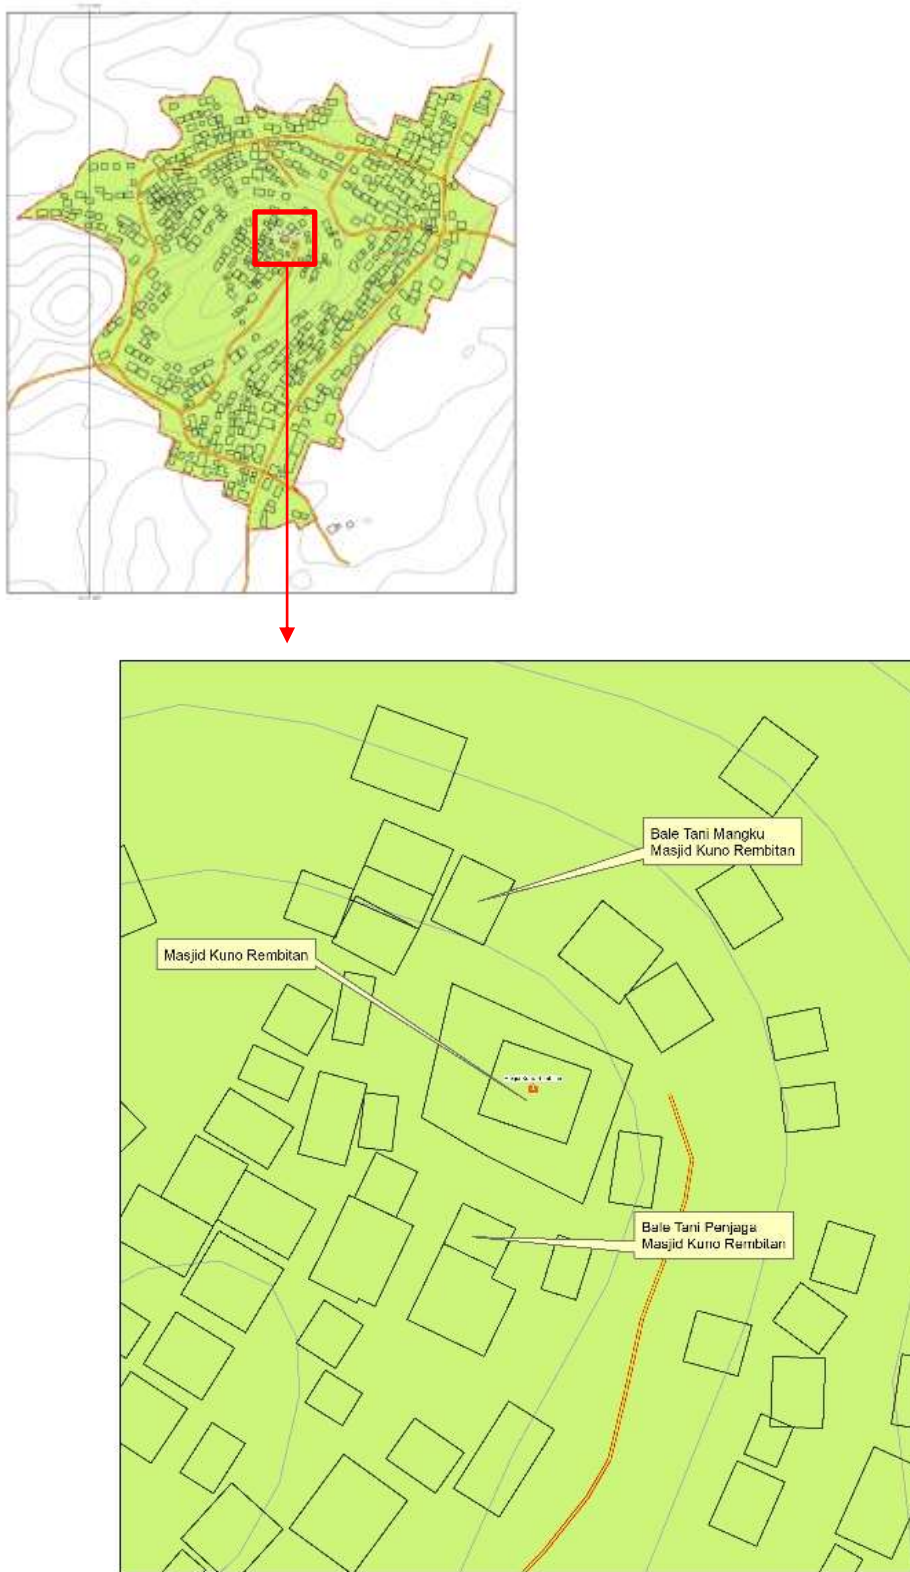 Bale Tani Mangku
Masjid Kuno Rembitan
Masjid Kuno Rembitan
Bale Tani Penjaga
Masjid Kuno Rembitan